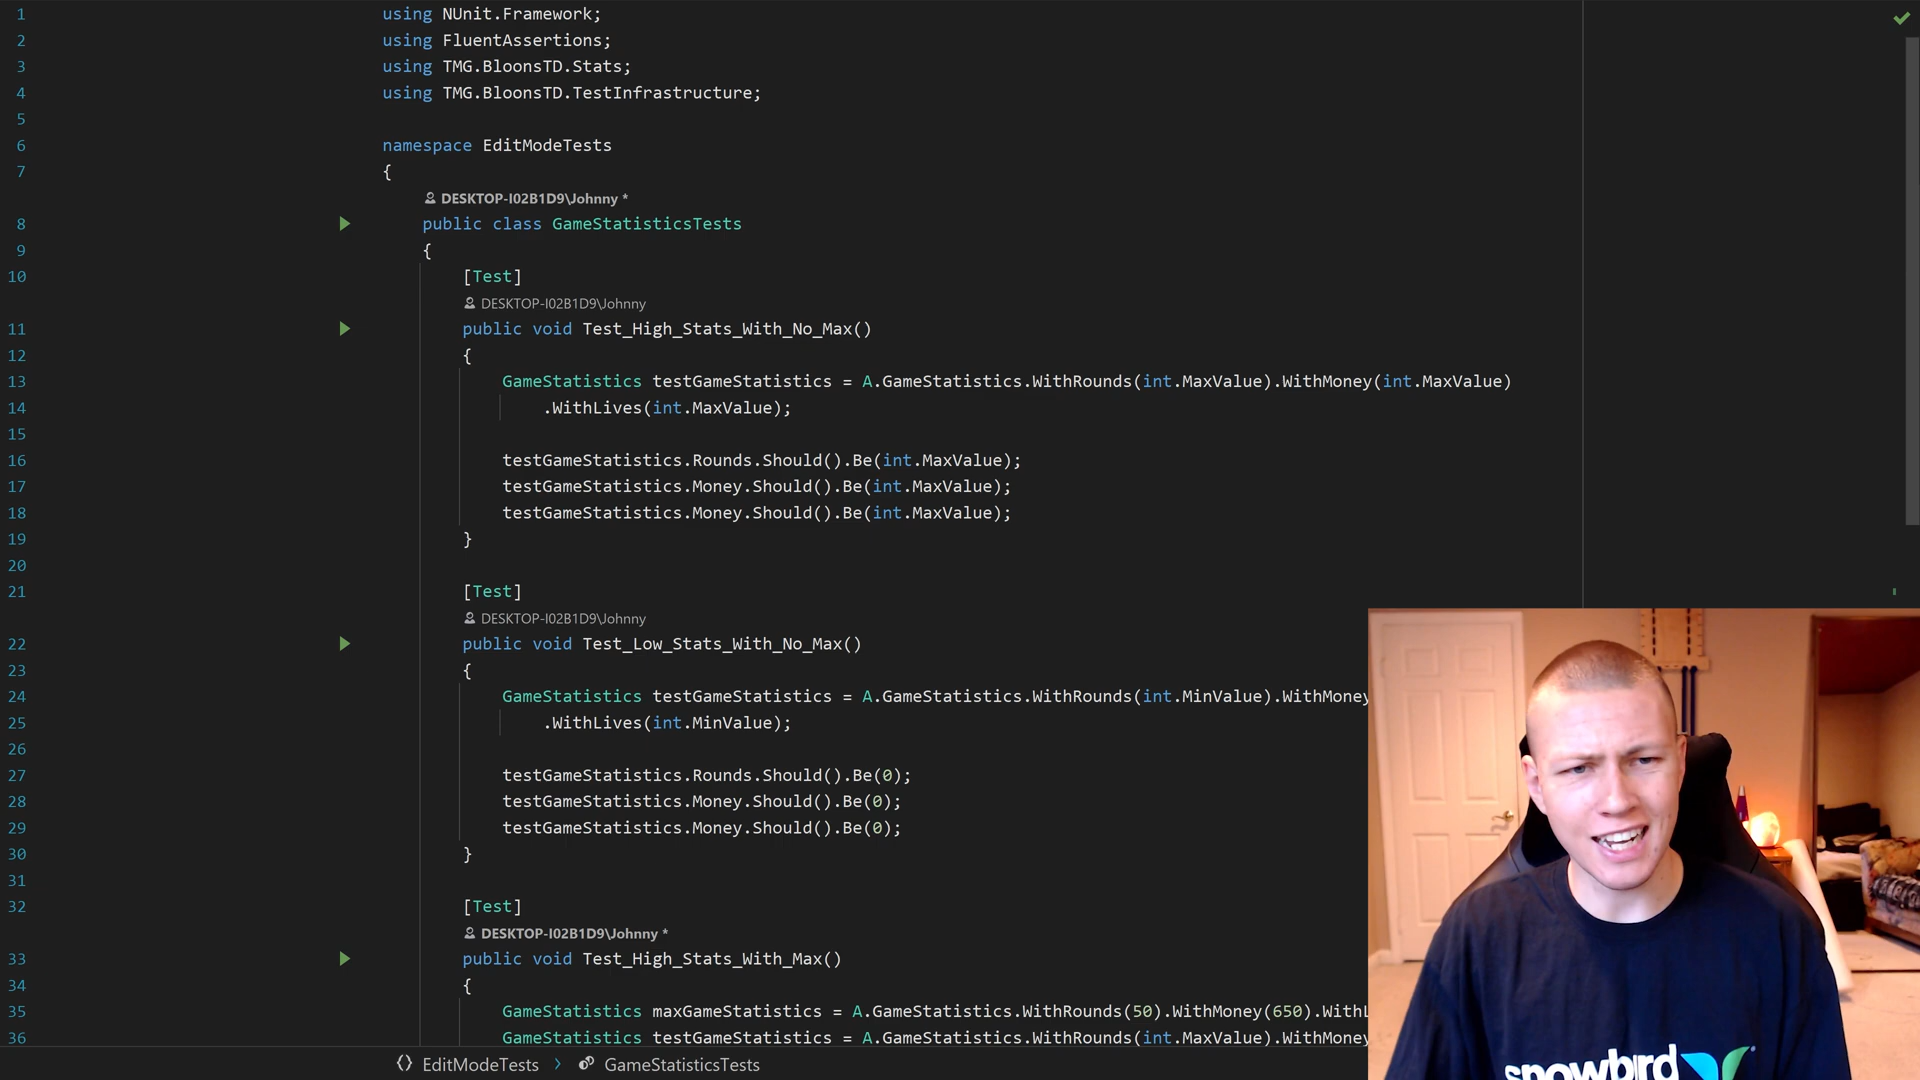 1 using NUnit.Framework;
2 using FluentAssertions;
3 using TMG.BloonsTD.Stats;
4 using TMG.BloonsTD.TestInfrastructure;
5
6 namespace EditModeTests
7 {
DESKTOP-I02B1D9\Johnny *
8 public class GameStatisticsTests
9 {
10 [Test]
DESKTOP-I02B1D9\Johnny
11 public void Test_High_Stats_With_No_Max()
12 {
13 GameStatistics testGameStatistics = A.GameStatistics.WithRounds(int.MaxValue).WithMoney(int.MaxValue)
14 .WithLives(int.MaxValue);
15
16 testGameStatistics.Rounds.Should().Be(int.MaxValue);
17 testGameStatistics.Money.Should().Be(int.MaxValue);
18 testGameStatistics.Money.Should().Be(int.MaxValue);
19 }
20
21 [Test]
DESKTOP-I02B1D9\Johnny
22 public void Test_Low_Stats_With_No_Max()
23 {
24 GameStatistics testGameStatistics = A.GameStatistics.WithRounds(int.MinValue).WithMoney
25 .WithLives(int.MinValue);
26
27 testGameStatistics.Rounds.Should().Be(0);
28 testGameStatistics.Money.Should().Be(0);
29 testGameStatistics.Money.Should().Be(0);
30 }
31
32 [Test]
DESKTOP-I02B1D9\Johnny *
33 public void Test_High_Stats_With_Max()
34 {
35 GameStatistics maxGameStatistics = A.GameStatistics.WithRounds(50).WithMoney(650).WithL
36 GameStatistics testGameStatistics = A.GameStatistics.WithRounds(int.MaxValue).WithMoney
EditModeTests > GameStatisticsTests
snowbird